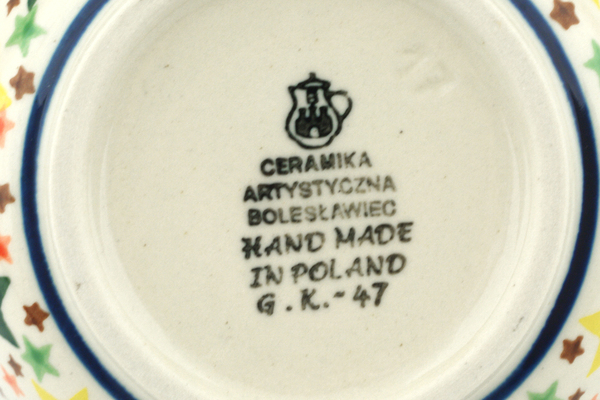 CERAMIKA
ARTYSTYCZNA
BOLESŁAWIEC
HAND MADE
IN POLAND
G.K.-47